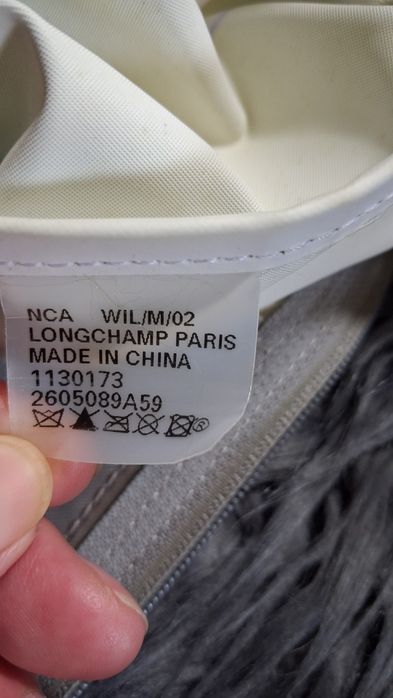 NCA WIL/M/02
LONGCHAMP PARIS
MADE IN CHINA
1130173
2605089A59
®